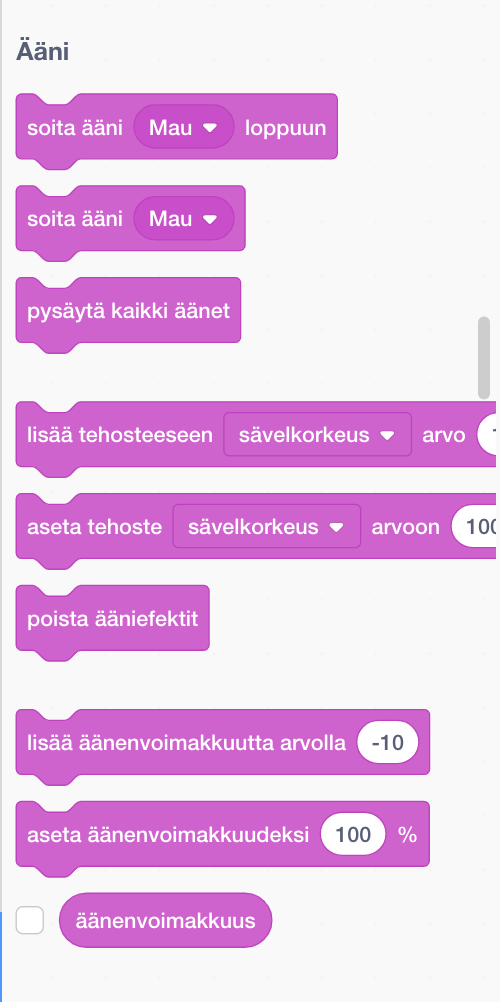 Ääni
soita ääni Mau loppuun
soita ääni Mau
pysäytä kaikki äänet
lisää tehosteeseen sävelkorkeus arvo
aseta tehoste sävelkorkeus arvoon 100
poista ääniefektit
lisää äänenvoimakkuutta arvolla -10
aseta äänenvoimakkuudeksi 100 %
äänenvoimakkuus